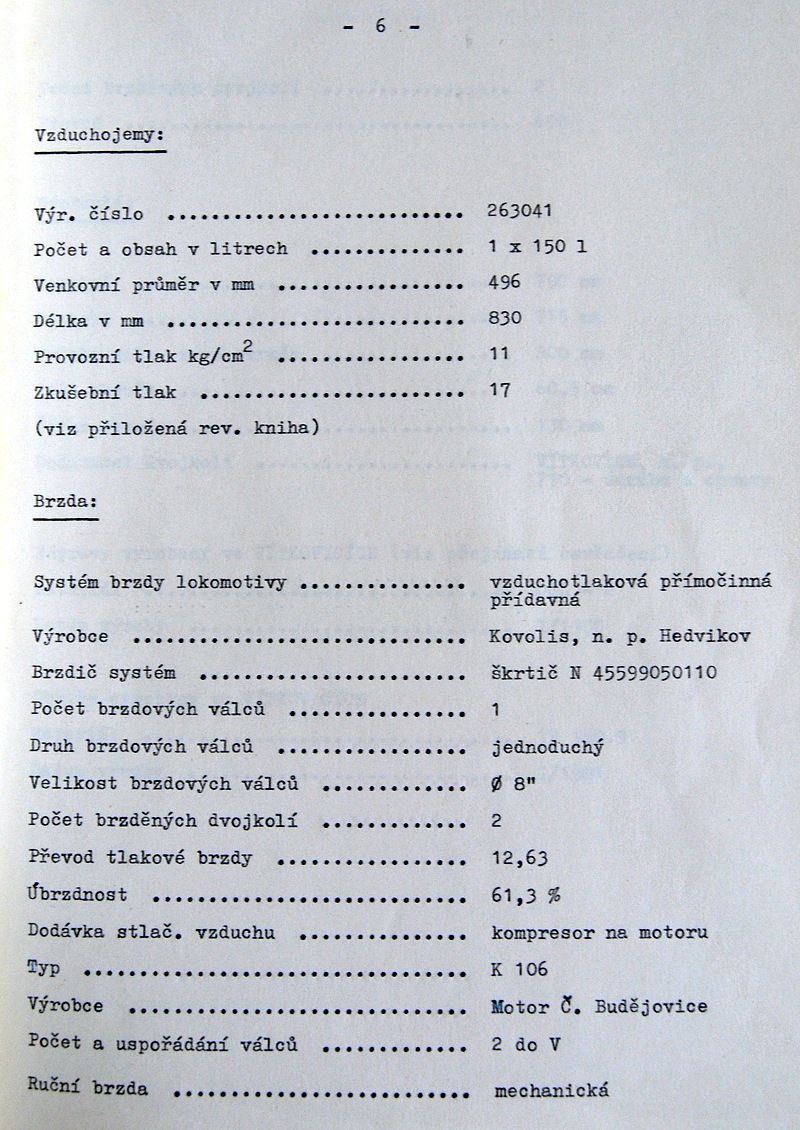 - 6 -
Vzduchojemy:
Výr. číslo ........................... 263041
Počet a obsah v litrech .............. 1 x 150 l
Venkovní průměr v mm ................. 496
Délka v mm ........................... 830
Provozní tlak kg/cm2 ................. 11
Zkušební tlak ........................ 17
(viz přiložená rev. kniha)
Brzda:
Systém brzdy lokomotivy ............... vzduchotlaková přímočinná
přídavná
Výrobce .............................. Kovolis, n. p. Hedvikov
Brzdič systém ........................ škrtič N 45599050110
Počet brzdových válců ................ 1
Druh brzdových válců ................. jednoduchý
Velikost brzdových válců ............. Ø 8"
Počet brzděných dvojkolí ............. 2
Převod tlakové brzdy ................. 12,63
Úbrzdnost ............................. 61,3 %
Dodávka stlač. vzduchu ............... kompresor na motoru
Typ ................................... K 106
Výrobce ............................... Motor Č. Budějovice
Počet a uspořádání válců ............. 2 do V
Ruční brzda ........................... mechanická